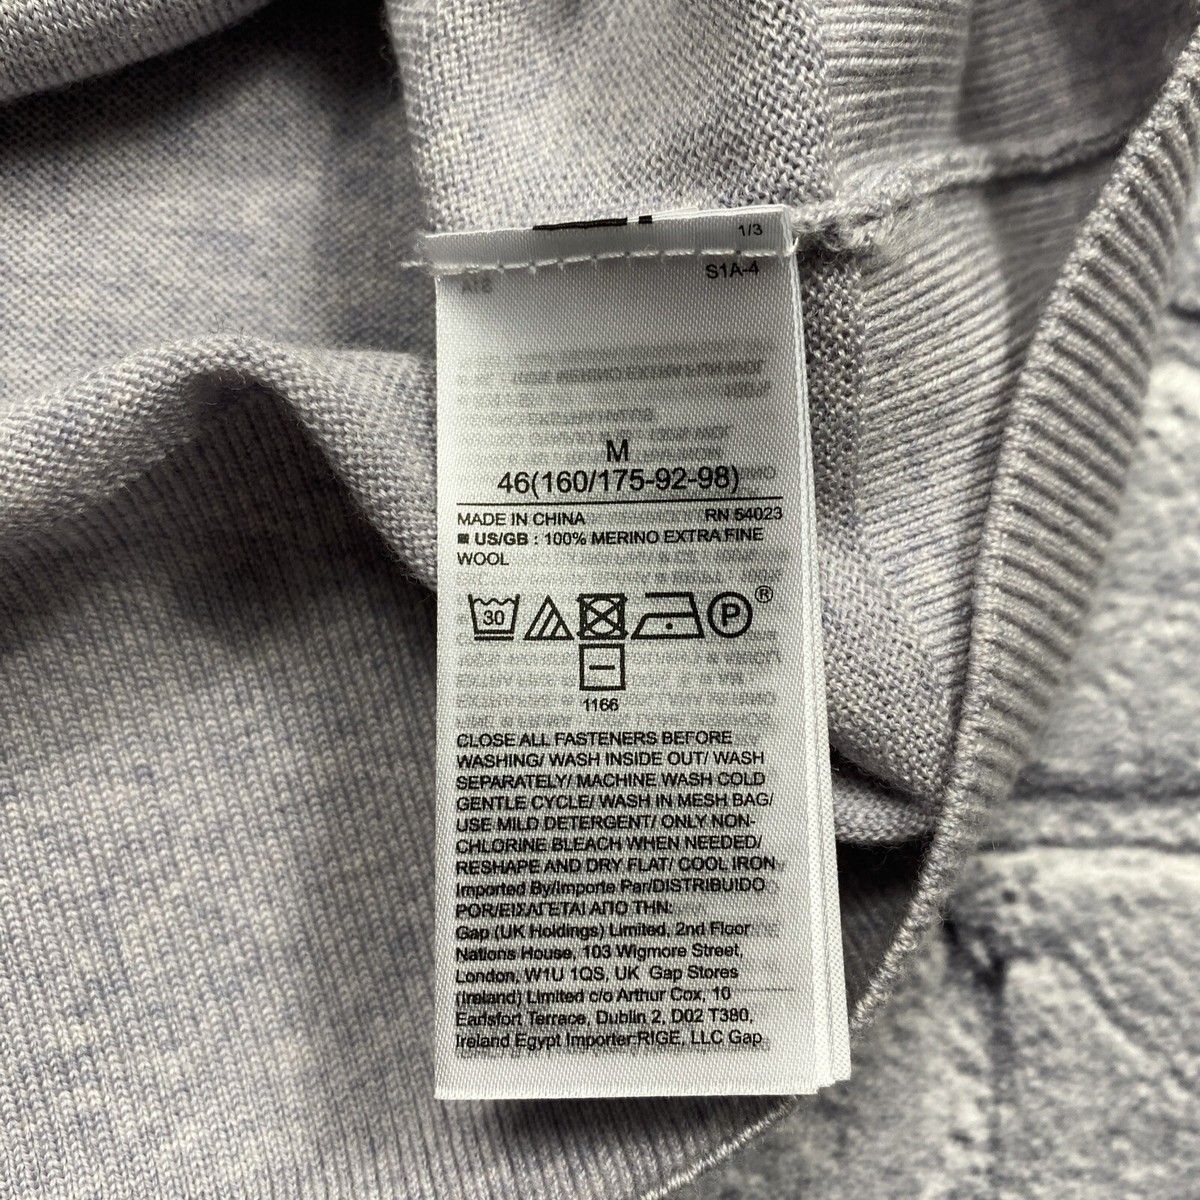 1/3
S1A-4
M
46(160/175-92-98)
MADE IN CHINA RN 54023
US/GB : 100% MERINO EXTRA FINE
WOOL
30 P®
1166
CLOSE ALL FASTENERS BEFORE
WASHING/ WASH INSIDE OUT/ WASH
SEPARATELY/ MACHINE WASH COLD
GENTLE CYCLE/ WASH IN MESH BAG/
USE MILD DETERGENT/ ONLY NON-
CHLORINE BLEACH WHEN NEEDED/
RESHAPE AND DRY FLAT/ COOL IRON
Imported By/Importe Par/DISTRIBUIDO
POR/ΕΙΣΑΓΕΤΑΙ ΑΠΟ ΤΗΝ:
Gap (UK Holdings) Limited, 2nd Floor
Nations House, 103 Wigmore Street,
London, W1U 1QS, UK Gap Stores
(Ireland) Limited c/o Arthur Cox, 10
Earlsfort Terrace, Dublin 2, D02 T380,
Ireland Egypt Importer:RIGE, LLC Gap